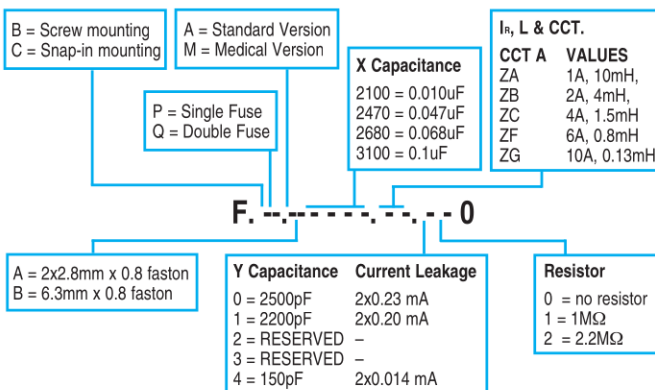 B = Screw mounting
C = Snap-in mounting
A = Standard Version
M = Medical Version
P = Single Fuse
Q = Double Fuse
X Capacitance
2100 = 0.010uF
2470 = 0.047uF
2680 = 0.068uF
3100 = 0.1uF
IR, L & CCT.
CCT A VALUES
ZA 1A, 10mH,
ZB 2A, 4mH,
ZC 4A, 1.5mH
ZF 6A, 0.8mH
ZG 10A, 0.13mH
F. --.-- - - - -. - -. - - 0
A = 2x2.8mm x 0.8 faston
B = 6.3mm x 0.8 faston
Y Capacitance Current Leakage
0 = 2500pF 2x0.23 mA
1 = 2200pF 2x0.20 mA
2 = RESERVED –
3 = RESERVED –
4 = 150pF 2x0.014 mA
Resistor
0 = no resistor
1 = 1MΩ
2 = 2.2MΩ